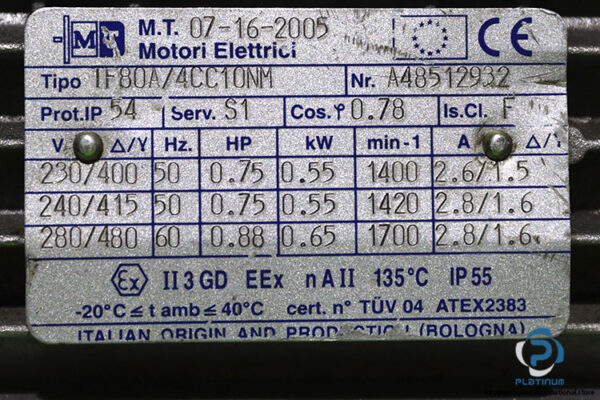 M.T. 07-16-2005
Motori Elettrici
CE
Tipo IF80A/4CC10NM Nr. A48512932
Prot.IP 54 Serv. S1 Cos.φ 0.78 Is.Cl. F
V Δ/Y Hz. HP kW min-1 A Δ/
230/400 50 0.75 0.55 1400 2.6/1.5
240/415 50 0.75 0.55 1420 2.8/1.6
280/480 60 0.88 0.65 1700 2.8/1.6
Ex II 3 GD EEx nAII 135°C IP55
-20°C ≤ t amb ≤ 40°C cert. n° TÜV 04 ATEX2383
ITALIAN ORIGIN AND (BOLOGNA)
PLATINUM